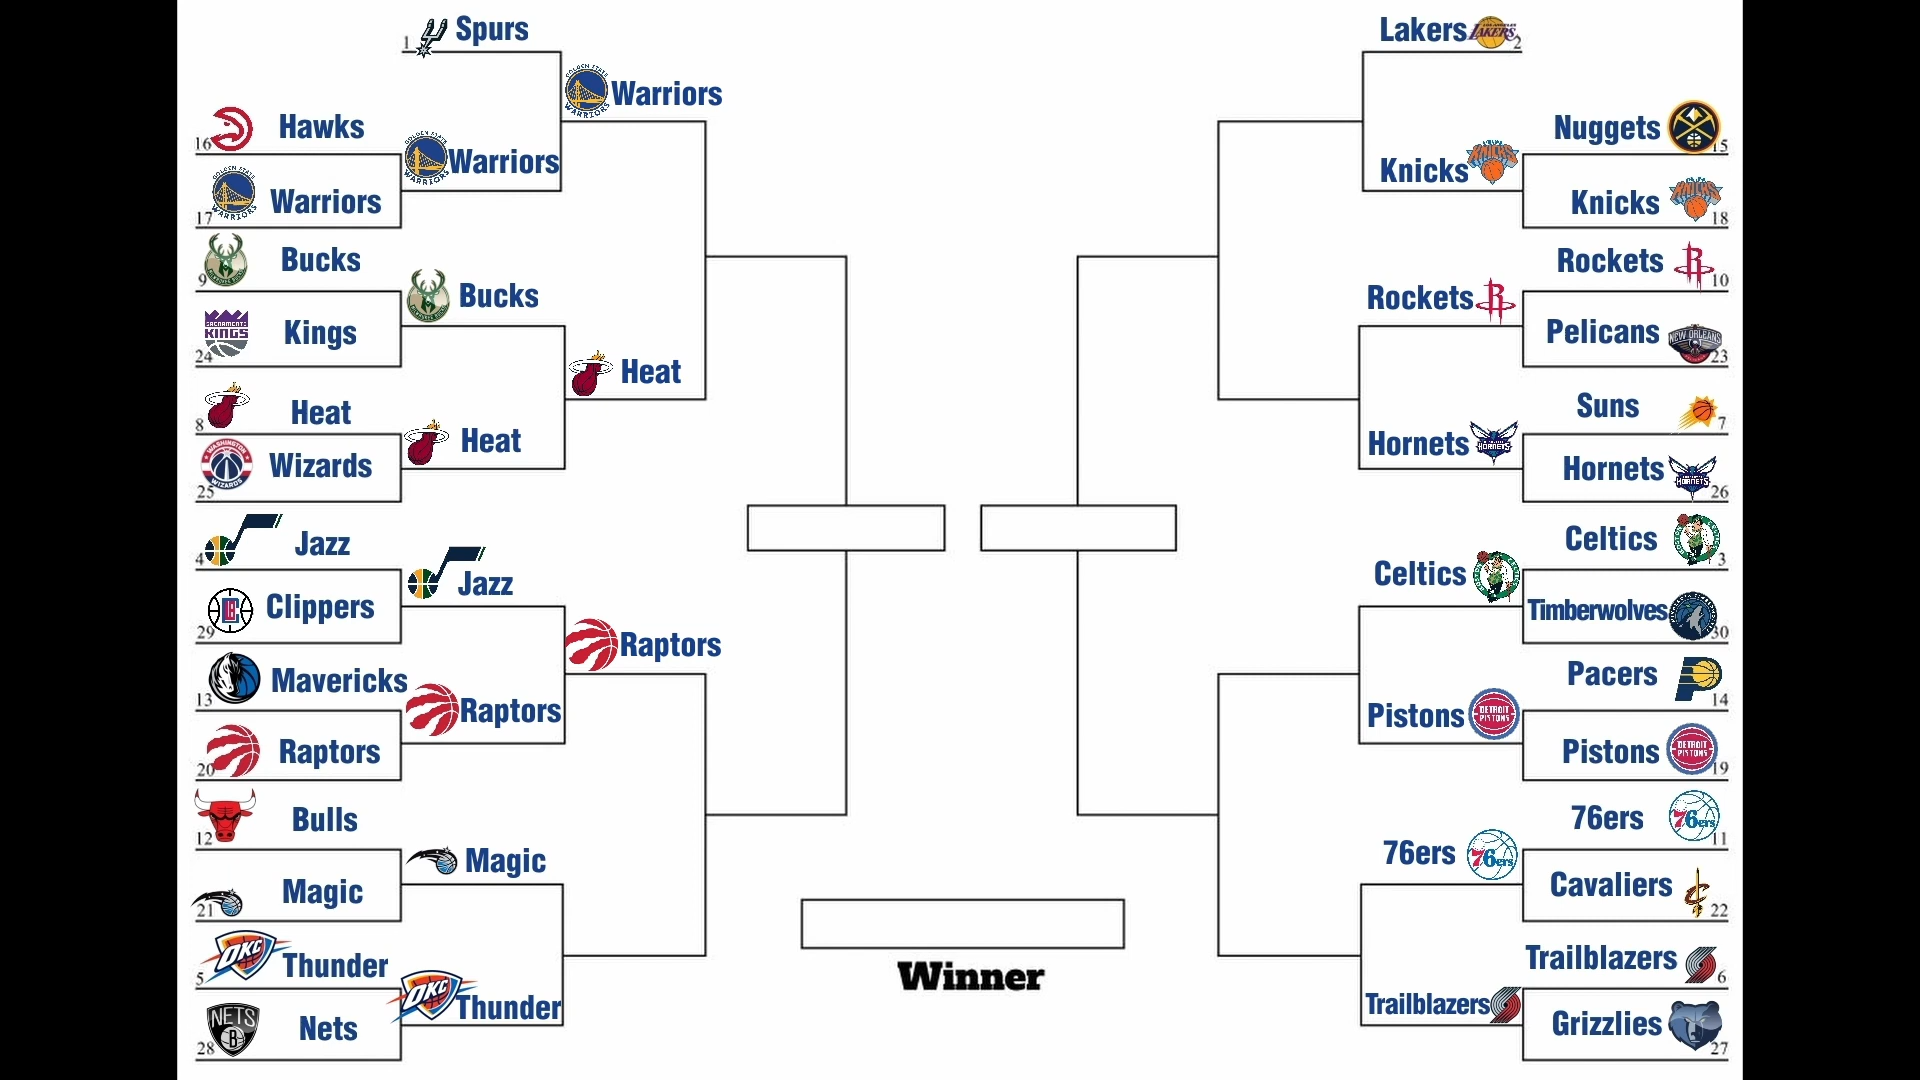 1 Spurs
Warriors
16 Hawks
Warriors
17 Warriors
9 Bucks
Bucks
24 Kings
Heat
8 Heat
Heat
25 Wizards
4 Jazz
Jazz
29 Clippers
Raptors
13 Mavericks
Raptors
20 Raptors
12 Bulls
Magic
21 Magic
5 Thunder
Thunder
28 Nets
Lakers 2
Nuggets 15
Knicks
Knicks 18
Rockets 10
Rockets
Pelicans 23
Suns 7
Hornets
Hornets 26
Celtics 3
Celtics
Timberwolves 30
Pacers 14
Pistons
Pistons 19
76ers 11
76ers
Cavaliers 22
Trailblazers 6
Trailblazers
Grizzlies 27
Winner